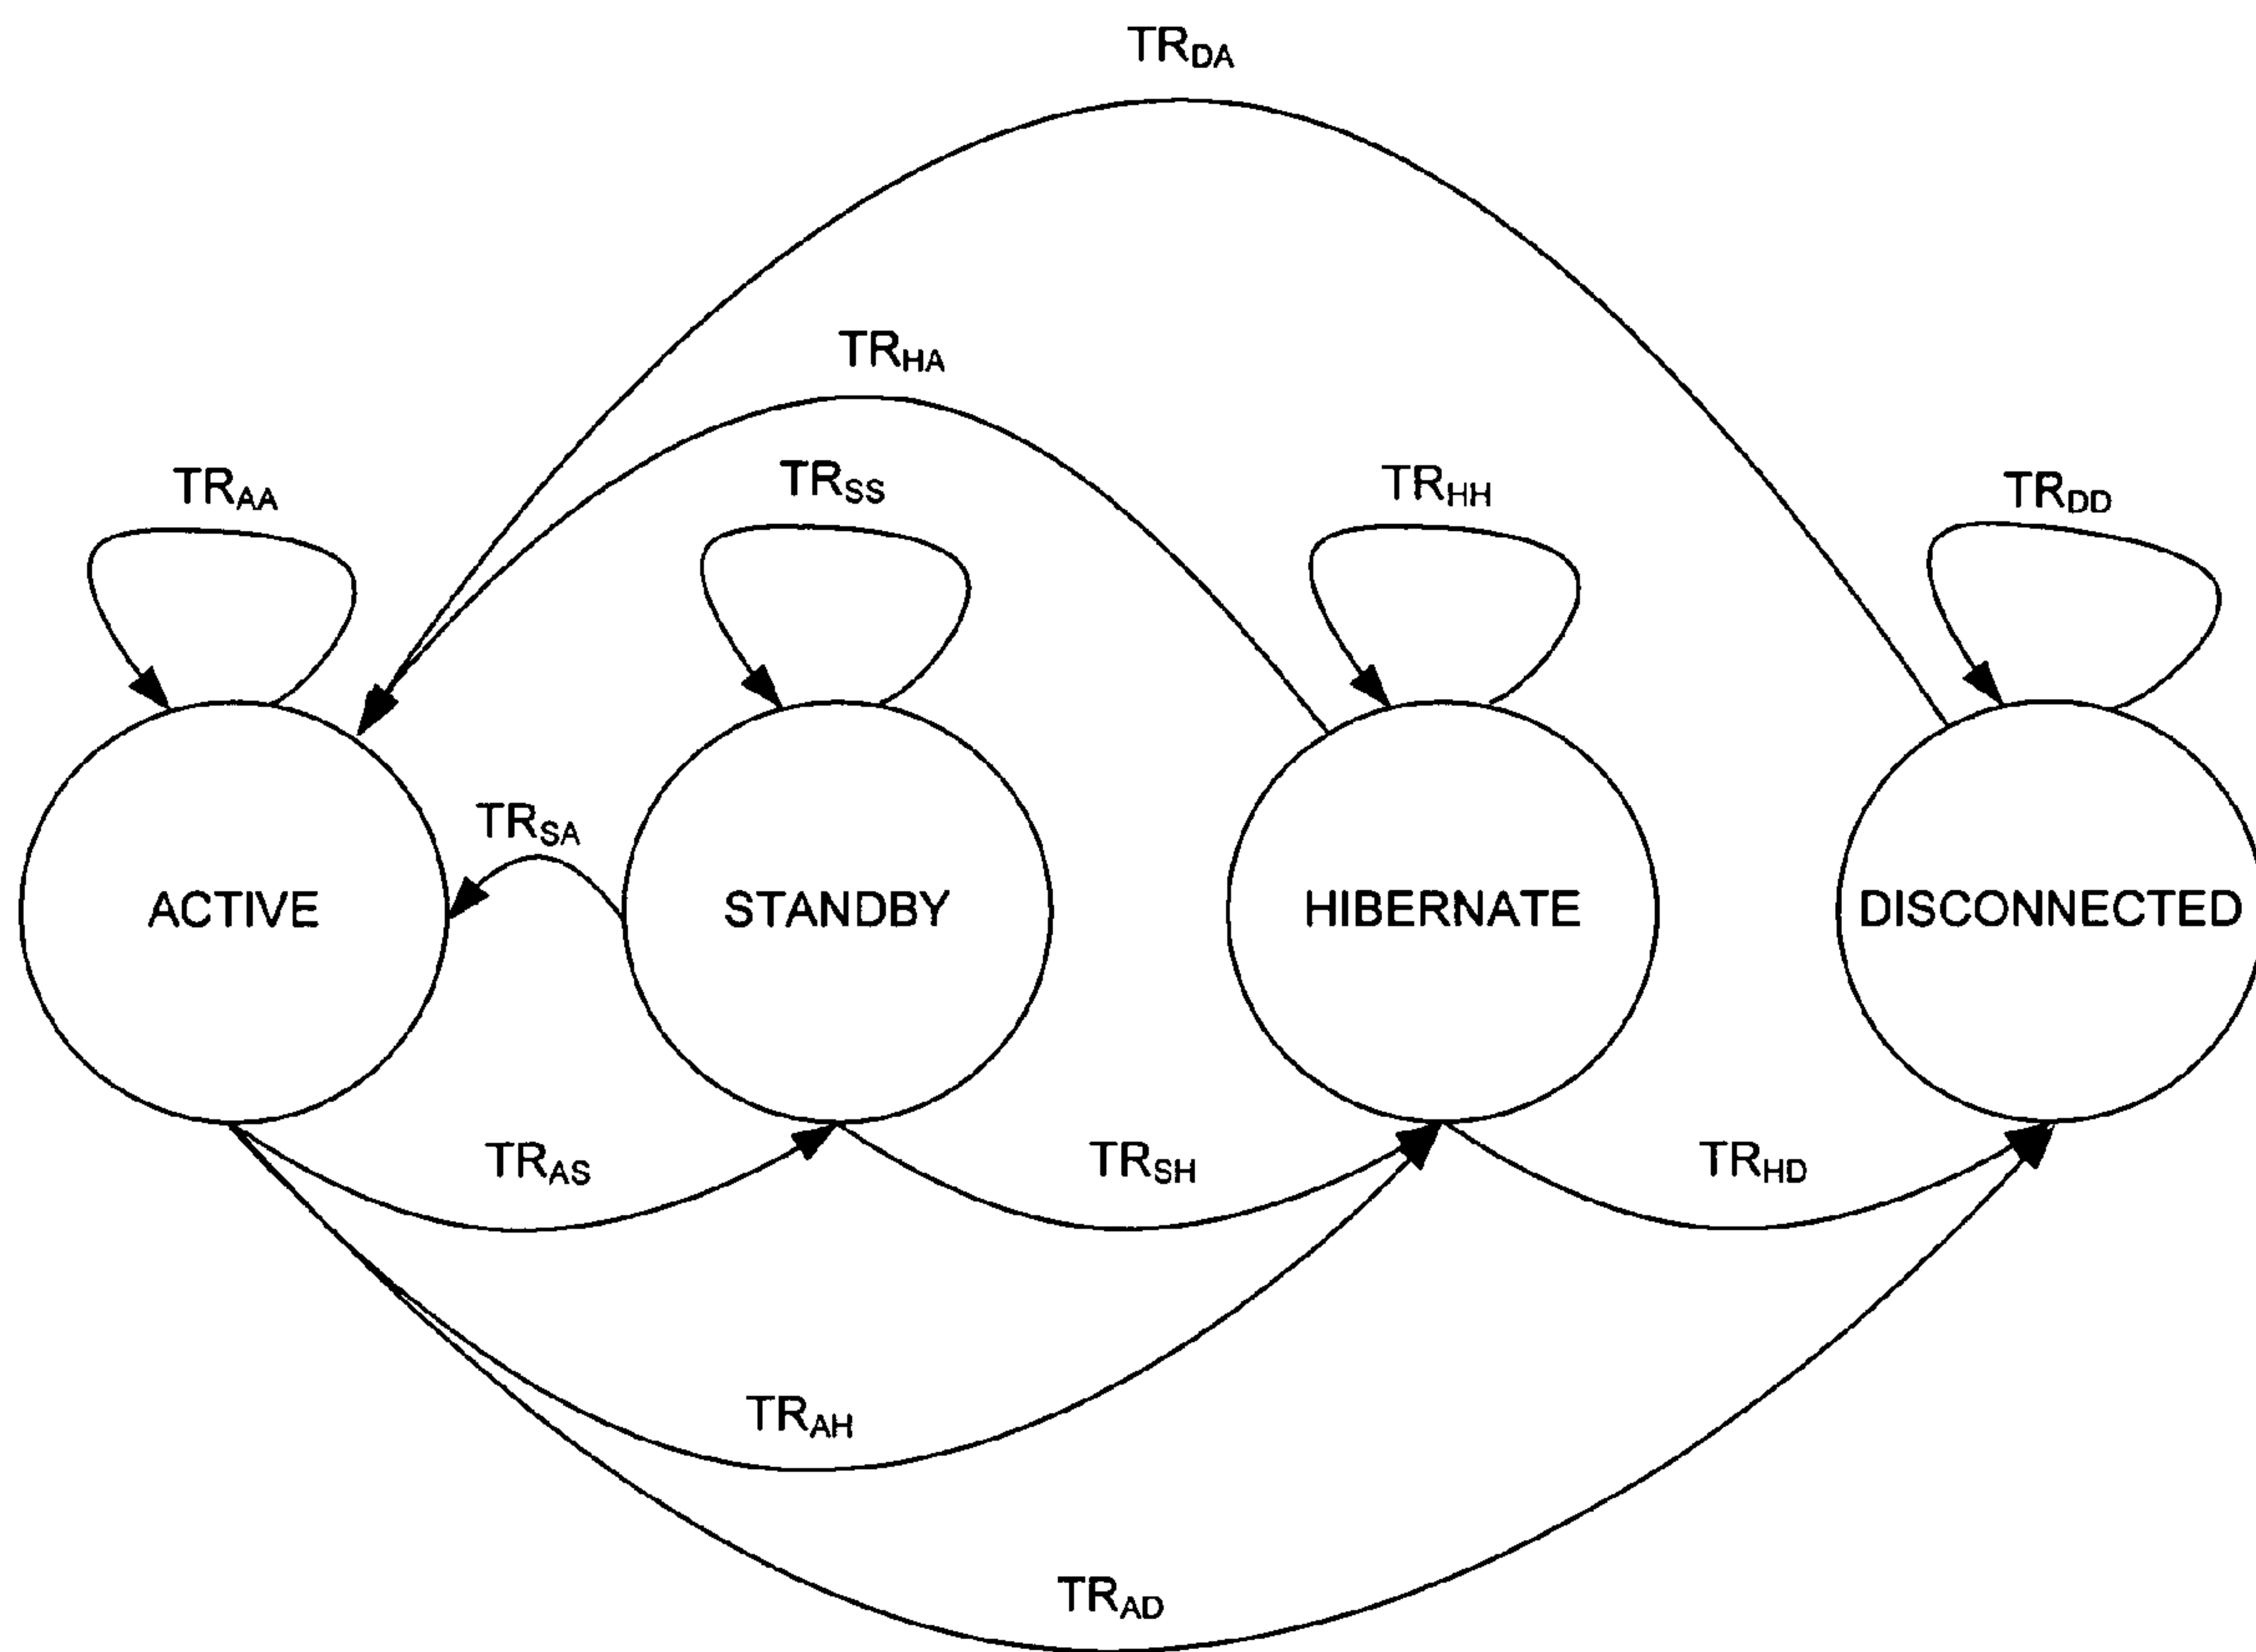 TRDA
TRHA
TRAA
TRSS
TRHH
TRDD
TRSA
ACTIVE
STANDBY
HIBERNATE
DISCONNECTED
TRAS
TRSH
TRHD
TRAH
TRAD